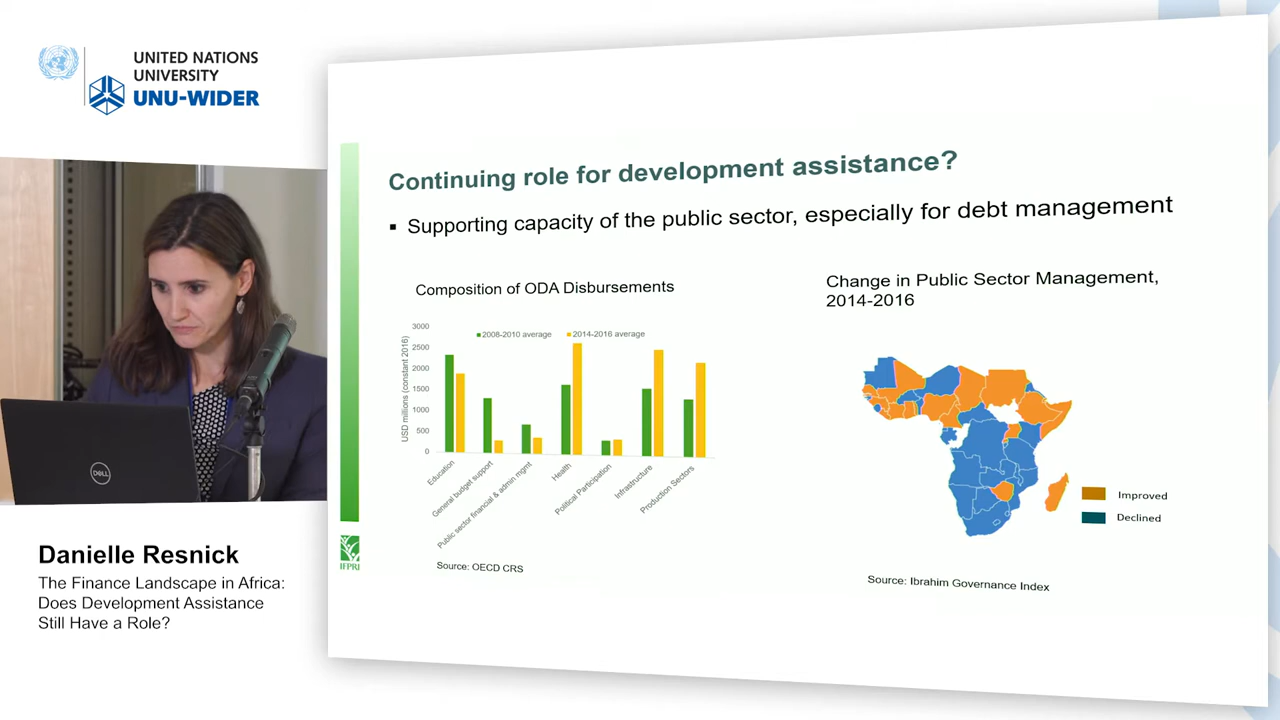 UNITED NATIONS
UNIVERSITY
UNU-WIDER
Continuing role for development assistance?
▪ Supporting capacity of the public sector, especially for debt management
Composition of ODA Disbursements
2008-2010 average
2014-2016 average
USD millions (constant 2016)
3000
2500
2000
1500
1000
500
0
Education
General budget support
Public sector financial & admin mgmt
Health
Political Participation
Infrastructure
Production Sectors
Source: OECD CRS
Change in Public Sector Management,
2014-2016
Improved
Declined
Source: Ibrahim Governance Index
IFPRI
DELL
Danielle Resnick
The Finance Landscape in Africa:
Does Development Assistance
Still Have a Role?